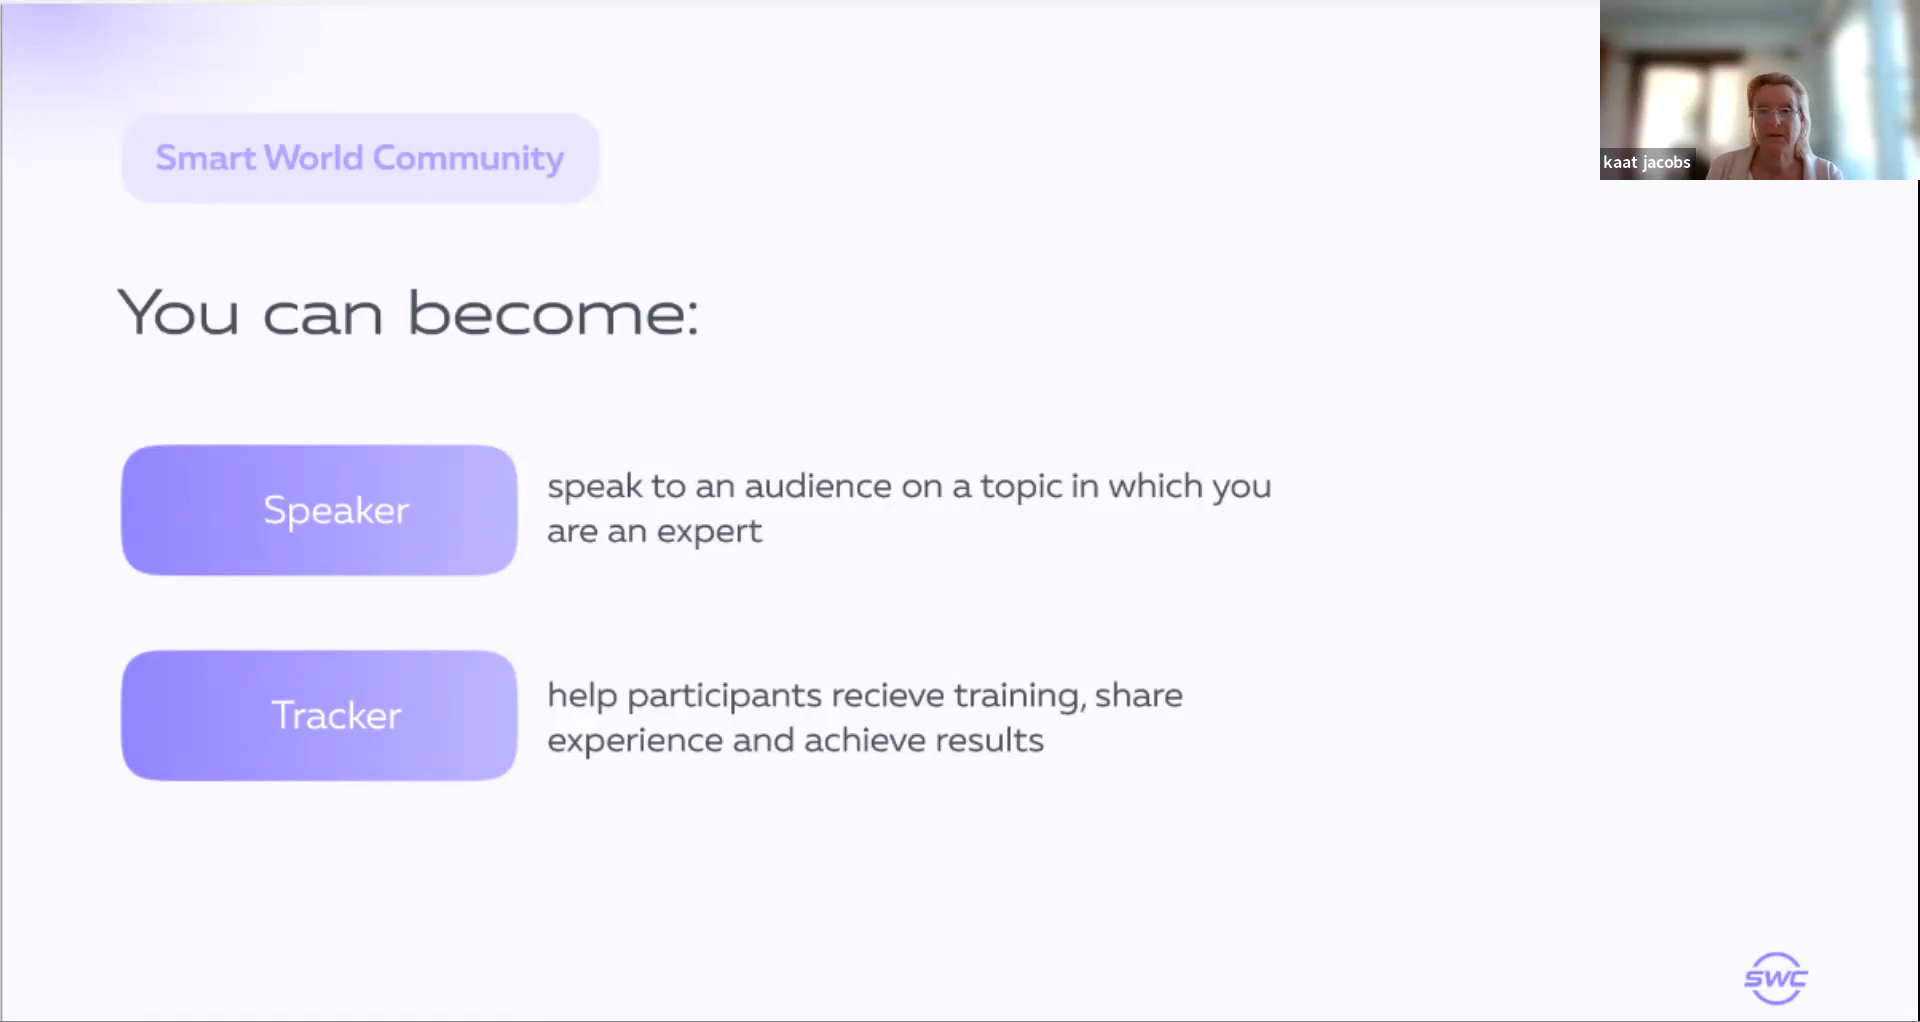 Smart World Community
kaat jacobs
You can become:
Speaker
speak to an audience on a topic in which you
are an expert
Tracker
help participants recieve training, share
experience and achieve results
SWC